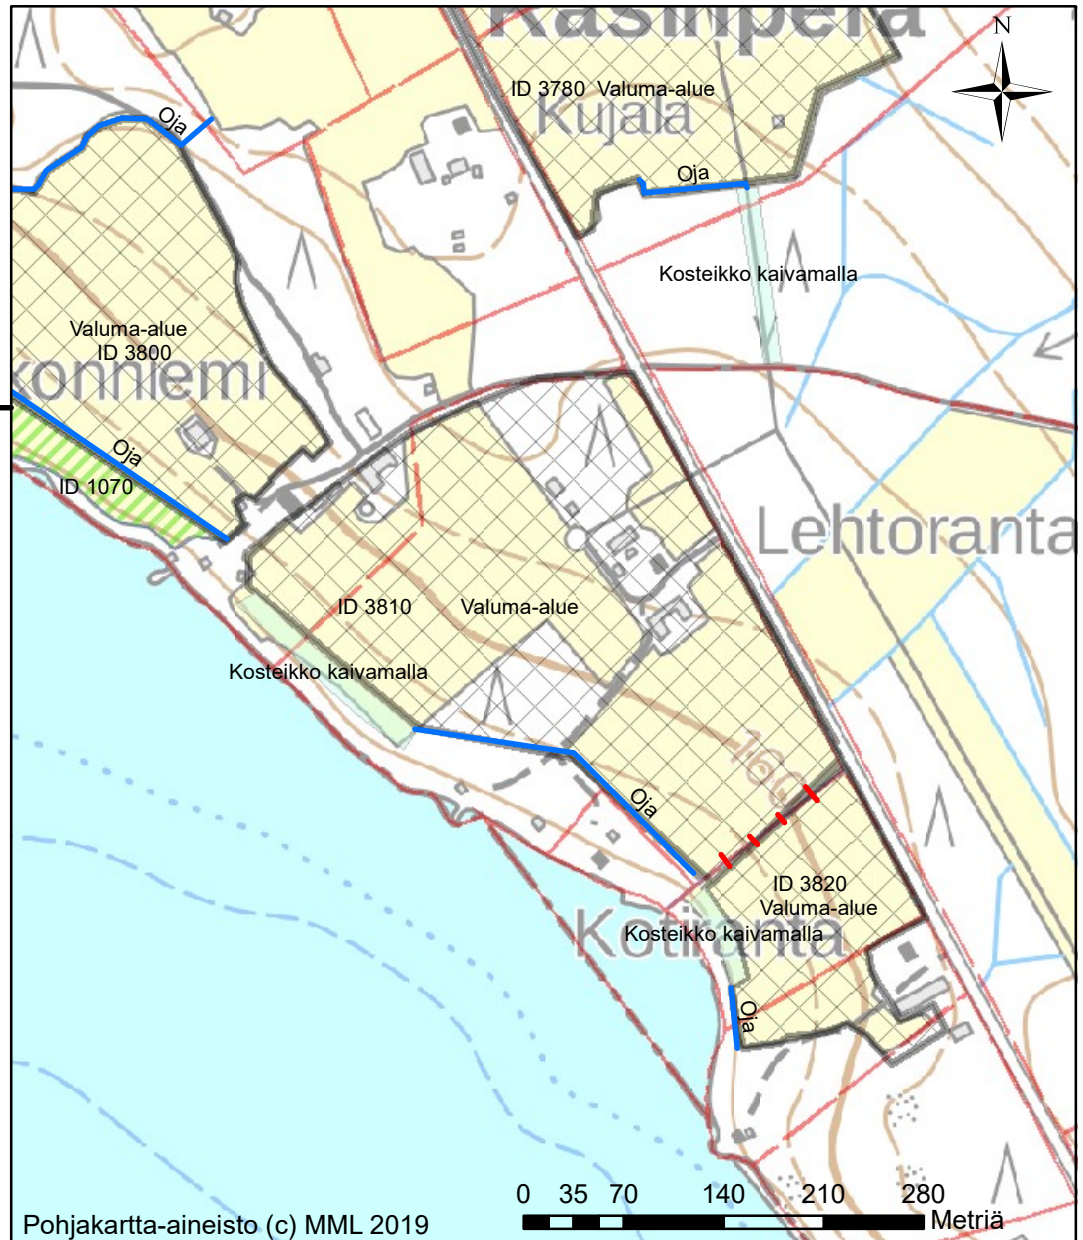 Käsinperä
N
ID 3780 Valuma-alue
Kujala
Oja
Oja
Kosteikko kaivamalla
Valuma-alue
ID 3800
konniemi
Oja
ID 1070
Lehtoranta
ID 3810 Valuma-alue
Kosteikko kaivamalla
160
Oja
ID 3820
Valuma-alue
Kotiranta
Kosteikko kaivamalla
Oja
0 35 70 140 210 280
Metriä
Pohjakartta-aineisto (c) MML 2019